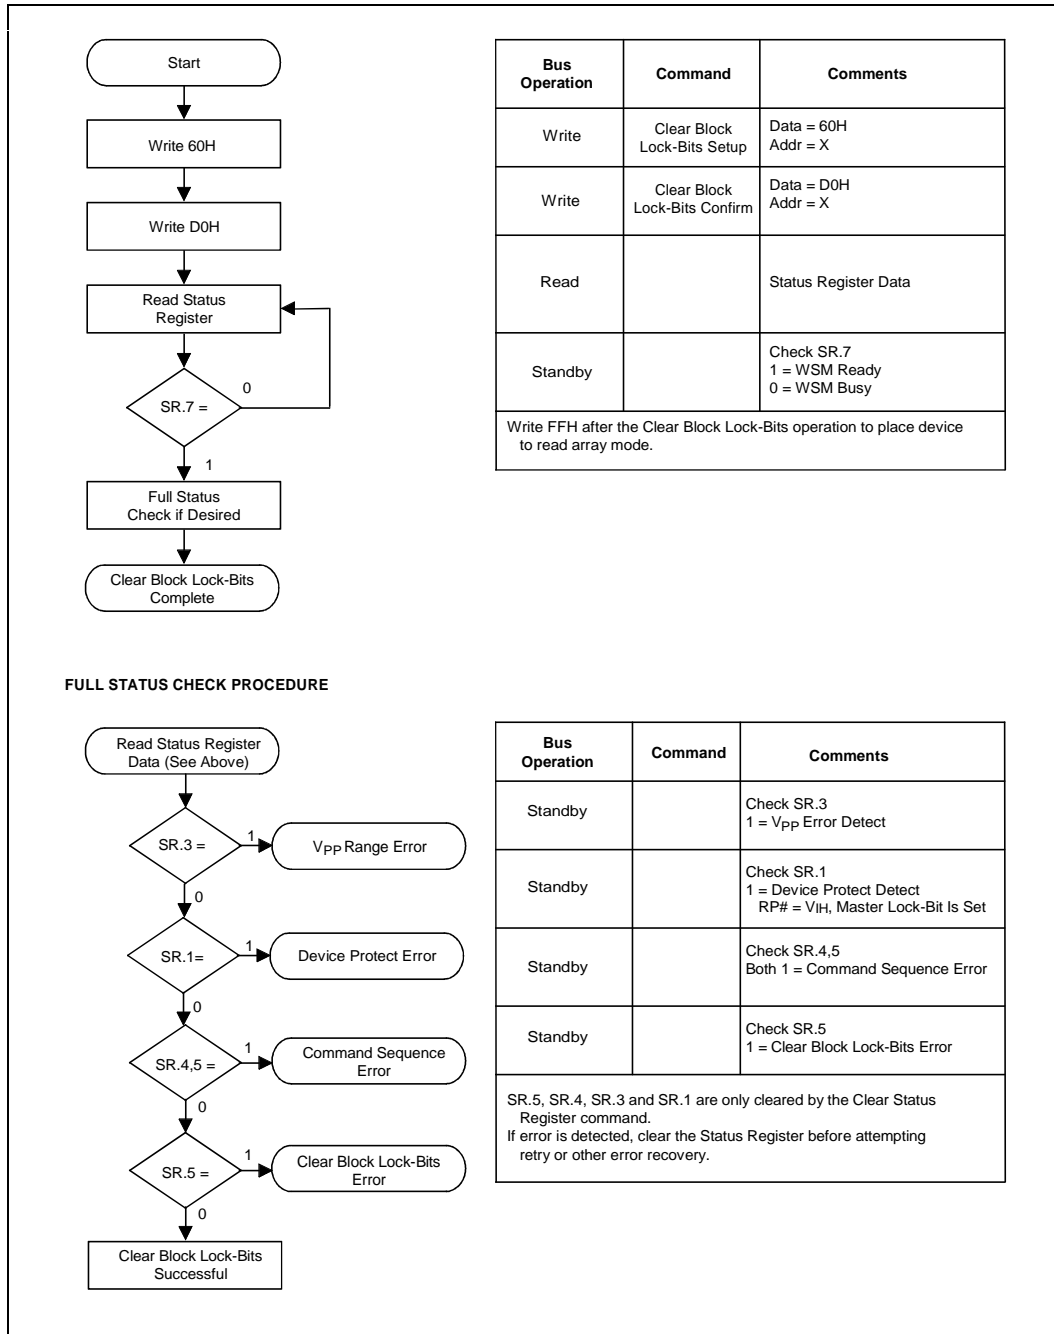 Start
Write 60H
Write D0H
Read Status
Register
0
SR.7 =
1
Full Status
Check if Desired
Clear Block Lock-Bits
Complete
Bus
Operation
Command
Comments
Write
Clear Block
Lock-Bits Setup
Data = 60H
Addr = X
Write
Clear Block
Lock-Bits Confirm
Data = D0H
Addr = X
Read
Status Register Data
Standby
Check SR.7
1 = WSM Ready
0 = WSM Busy
Write FFH after the Clear Block Lock-Bits operation to place device
to read array mode.
FULL STATUS CHECK PROCEDURE
Read Status Register
Data (See Above)
SR.3 =
1
VPP Range Error
0
SR.1=
1
Device Protect Error
0
SR.4,5 =
1
Command Sequence
Error
0
SR.5 =
1
Clear Block Lock-Bits
Error
0
Clear Block Lock-Bits
Successful
Bus
Operation
Command
Comments
Standby
Check SR.3
1 = VPP Error Detect
Standby
Check SR.1
1 = Device Protect Detect
RP# = VIH, Master Lock-Bit Is Set
Standby
Check SR.4,5
Both 1 = Command Sequence Error
Standby
Check SR.5
1 = Clear Block Lock-Bits Error
SR.5, SR.4, SR.3 and SR.1 are only cleared by the Clear Status
Register command.
If error is detected, clear the Status Register before attempting
retry or other error recovery.